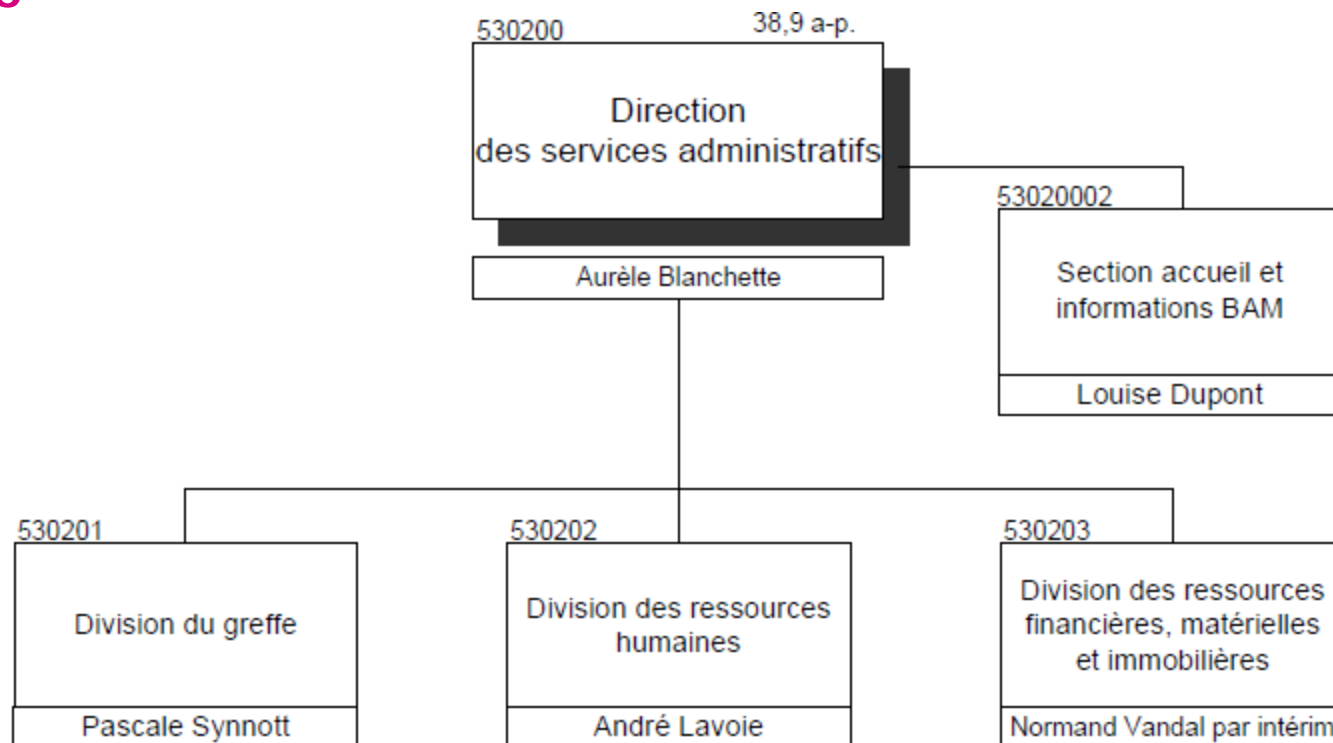 530200
38,9 a-p.
Direction
des services administratifs
Aurèle Blanchette
53020002
Section accueil et
informations BAM
Louise Dupont
530201
Division du greffe
Pascale Synnott
530202
Division des ressources
humaines
André Lavoie
530203
Division des ressources
financières, matérielles
et immobilières
Normand Vandal par intérim